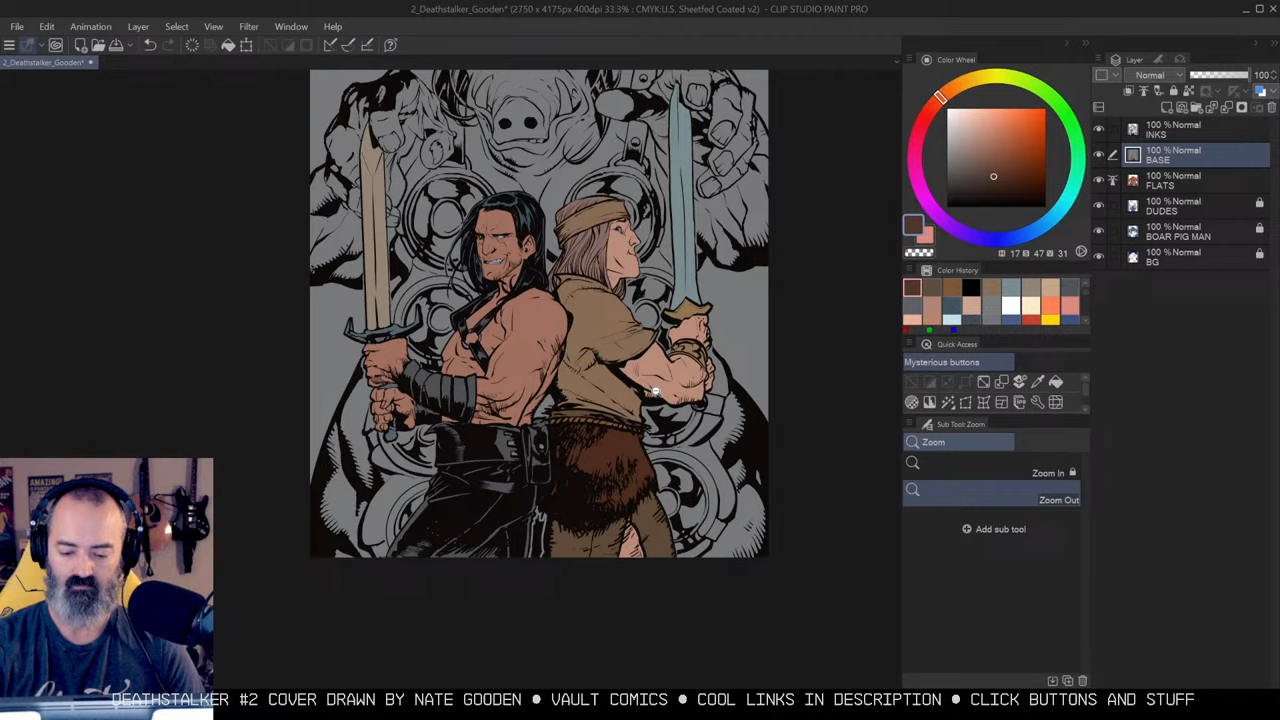 2_Deathstalker_Gooden* (2750 x 4175px 400dpi 33.3% : CMYK:U.S. Sheetfed Coated v2) - CLIP STUDIO PAINT PRO
File Edit Animation Layer Select View Filter Window Help
2_Deathstalker_Gooden*
Color Wheel
H 17 S 47 V 31
Color History
Quick Access
Mysterious buttons
Sub Tool: Zoom
Zoom
Zoom In
Zoom Out
Add sub tool
Layer
Normal 100
100 % Normal
INKS
100 % Normal
BASE
100 % Normal
FLATS
100 % Normal
DUDES
100 % Normal
BOAR PIG MAN
100 % Normal
BG
AMAZING
DEATHSTALKER #2 COVER DRAWN BY NATE GOODEN ● VAULT COMICS ● COOL LINKS IN DESCRIPTION ● CLICK BUTTONS AND STUFF